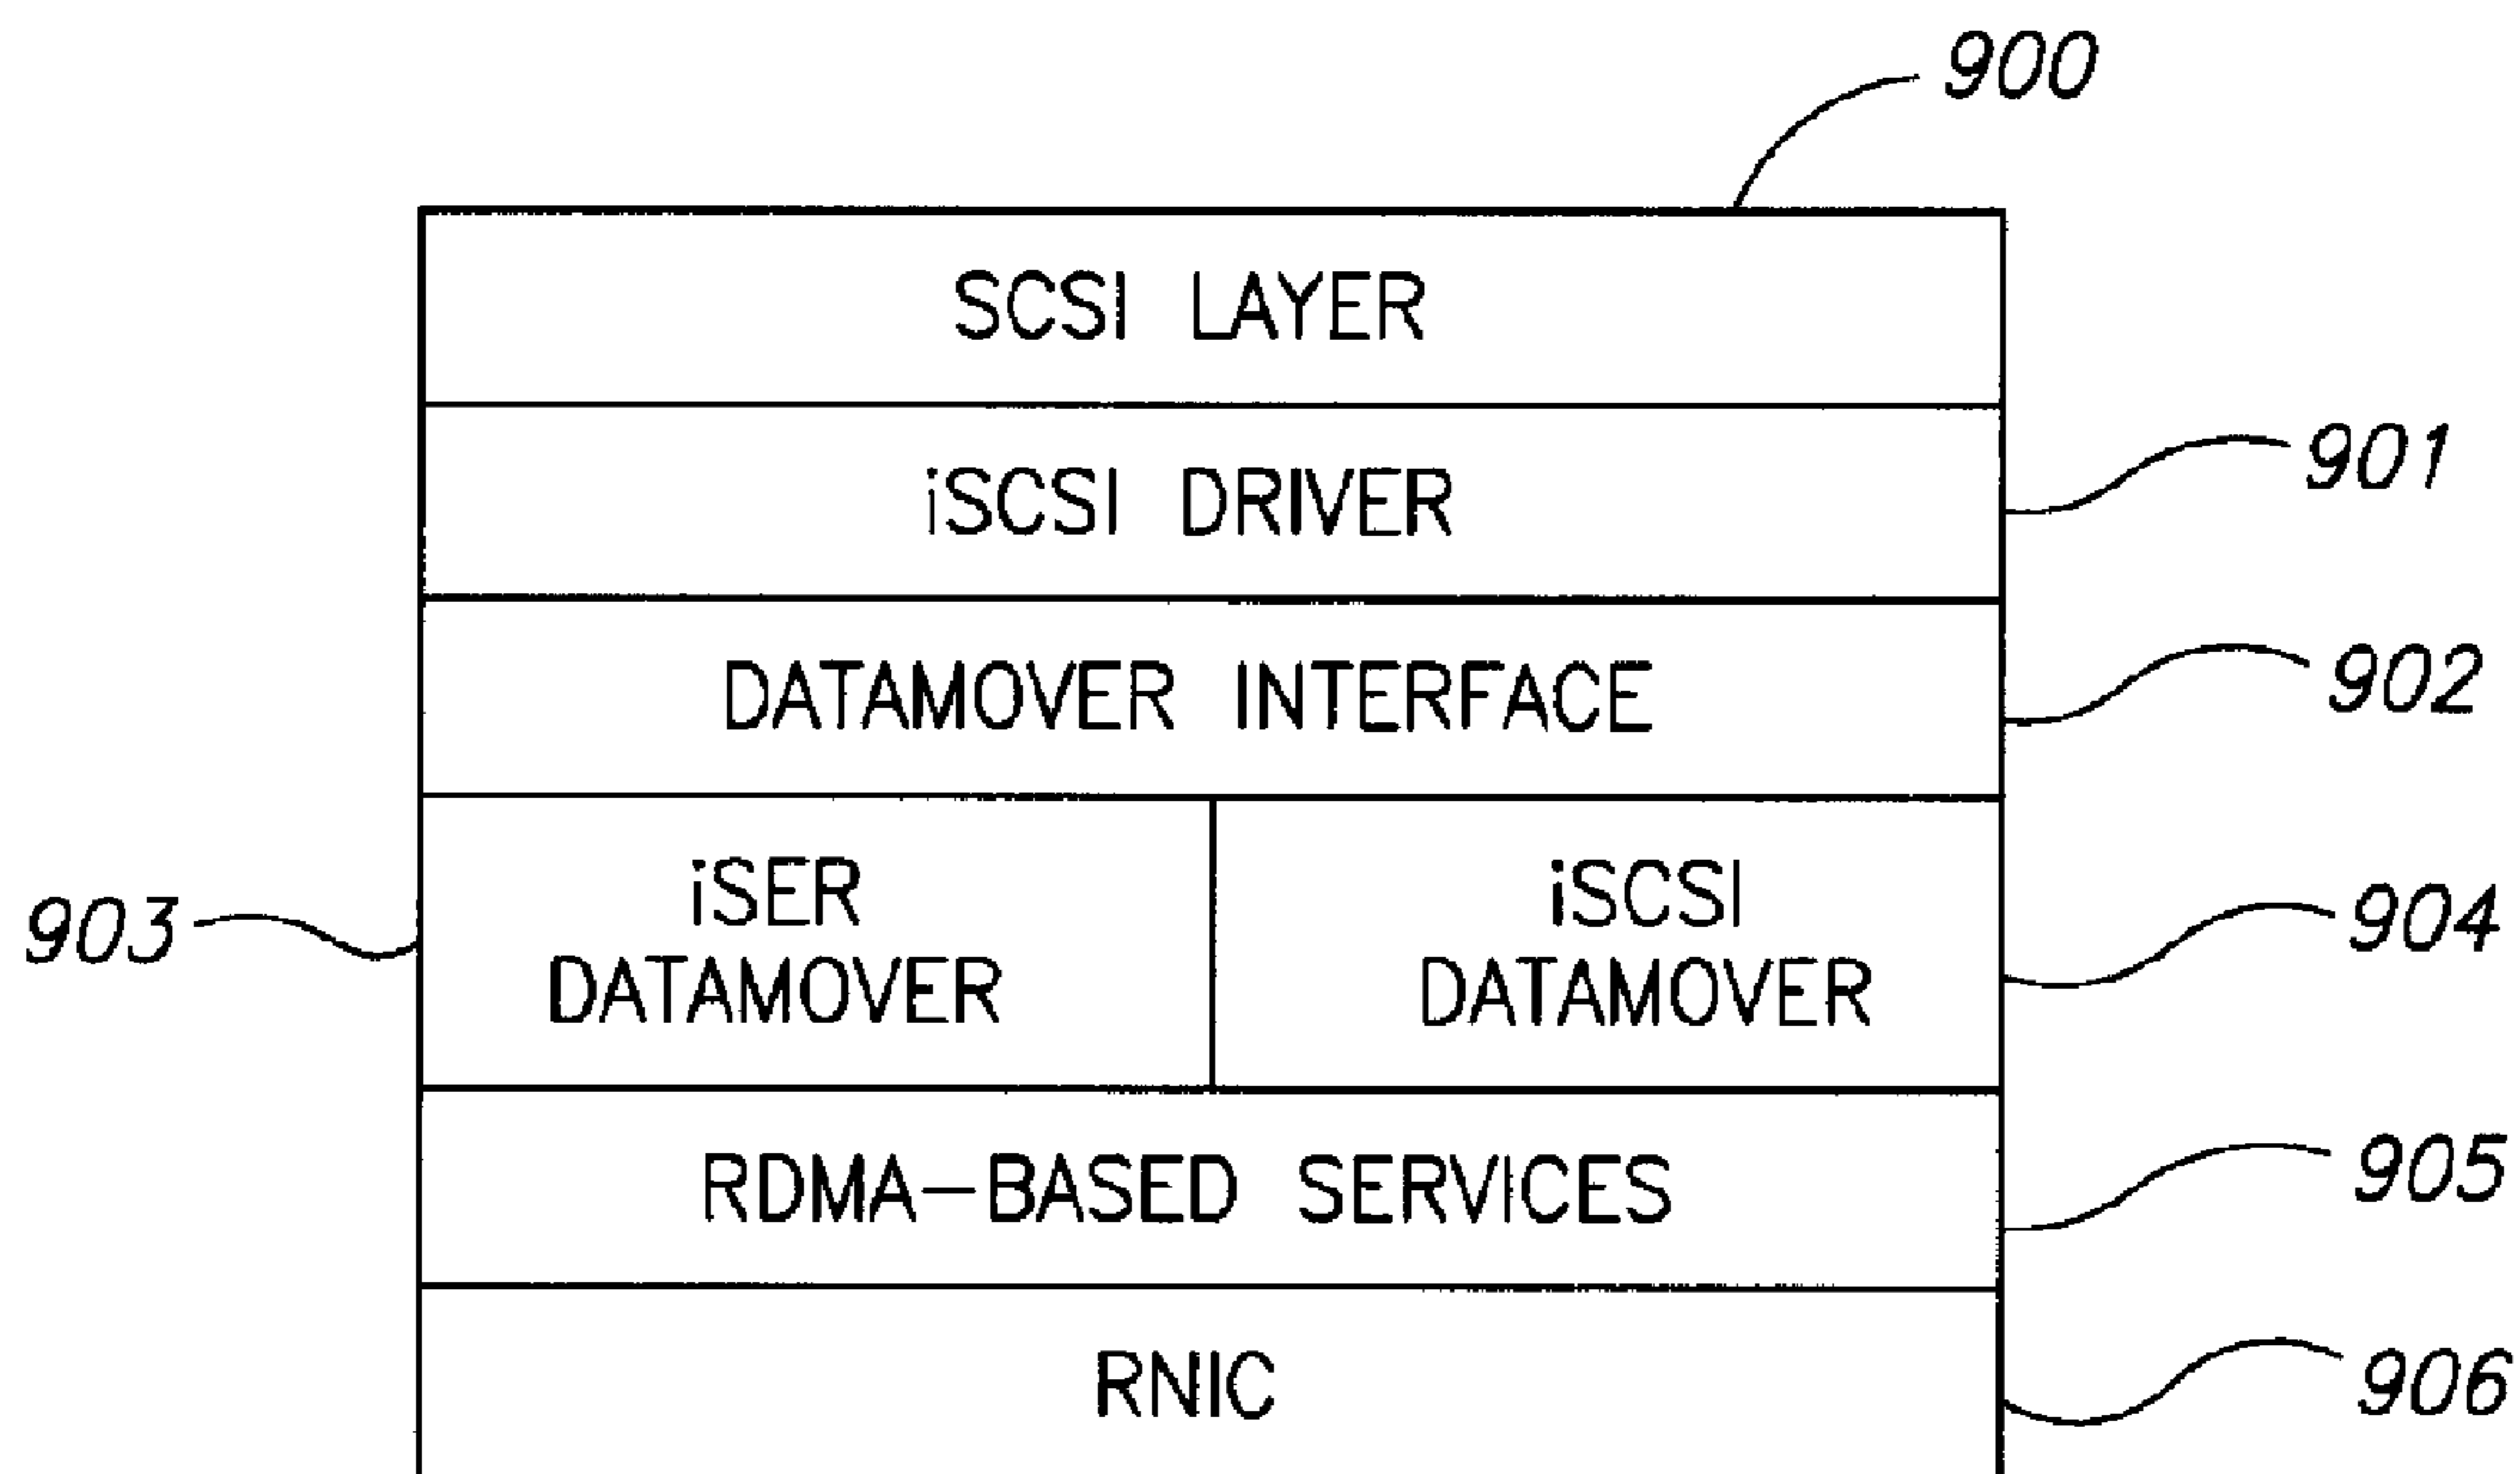 900
SCSI LAYER
iSCSI DRIVER
901
DATAMOVER INTERFACE
902
903
iSER
DATAMOVER
iSCSI
DATAMOVER
904
RDMA-BASED SERVICES
905
RNIC
906